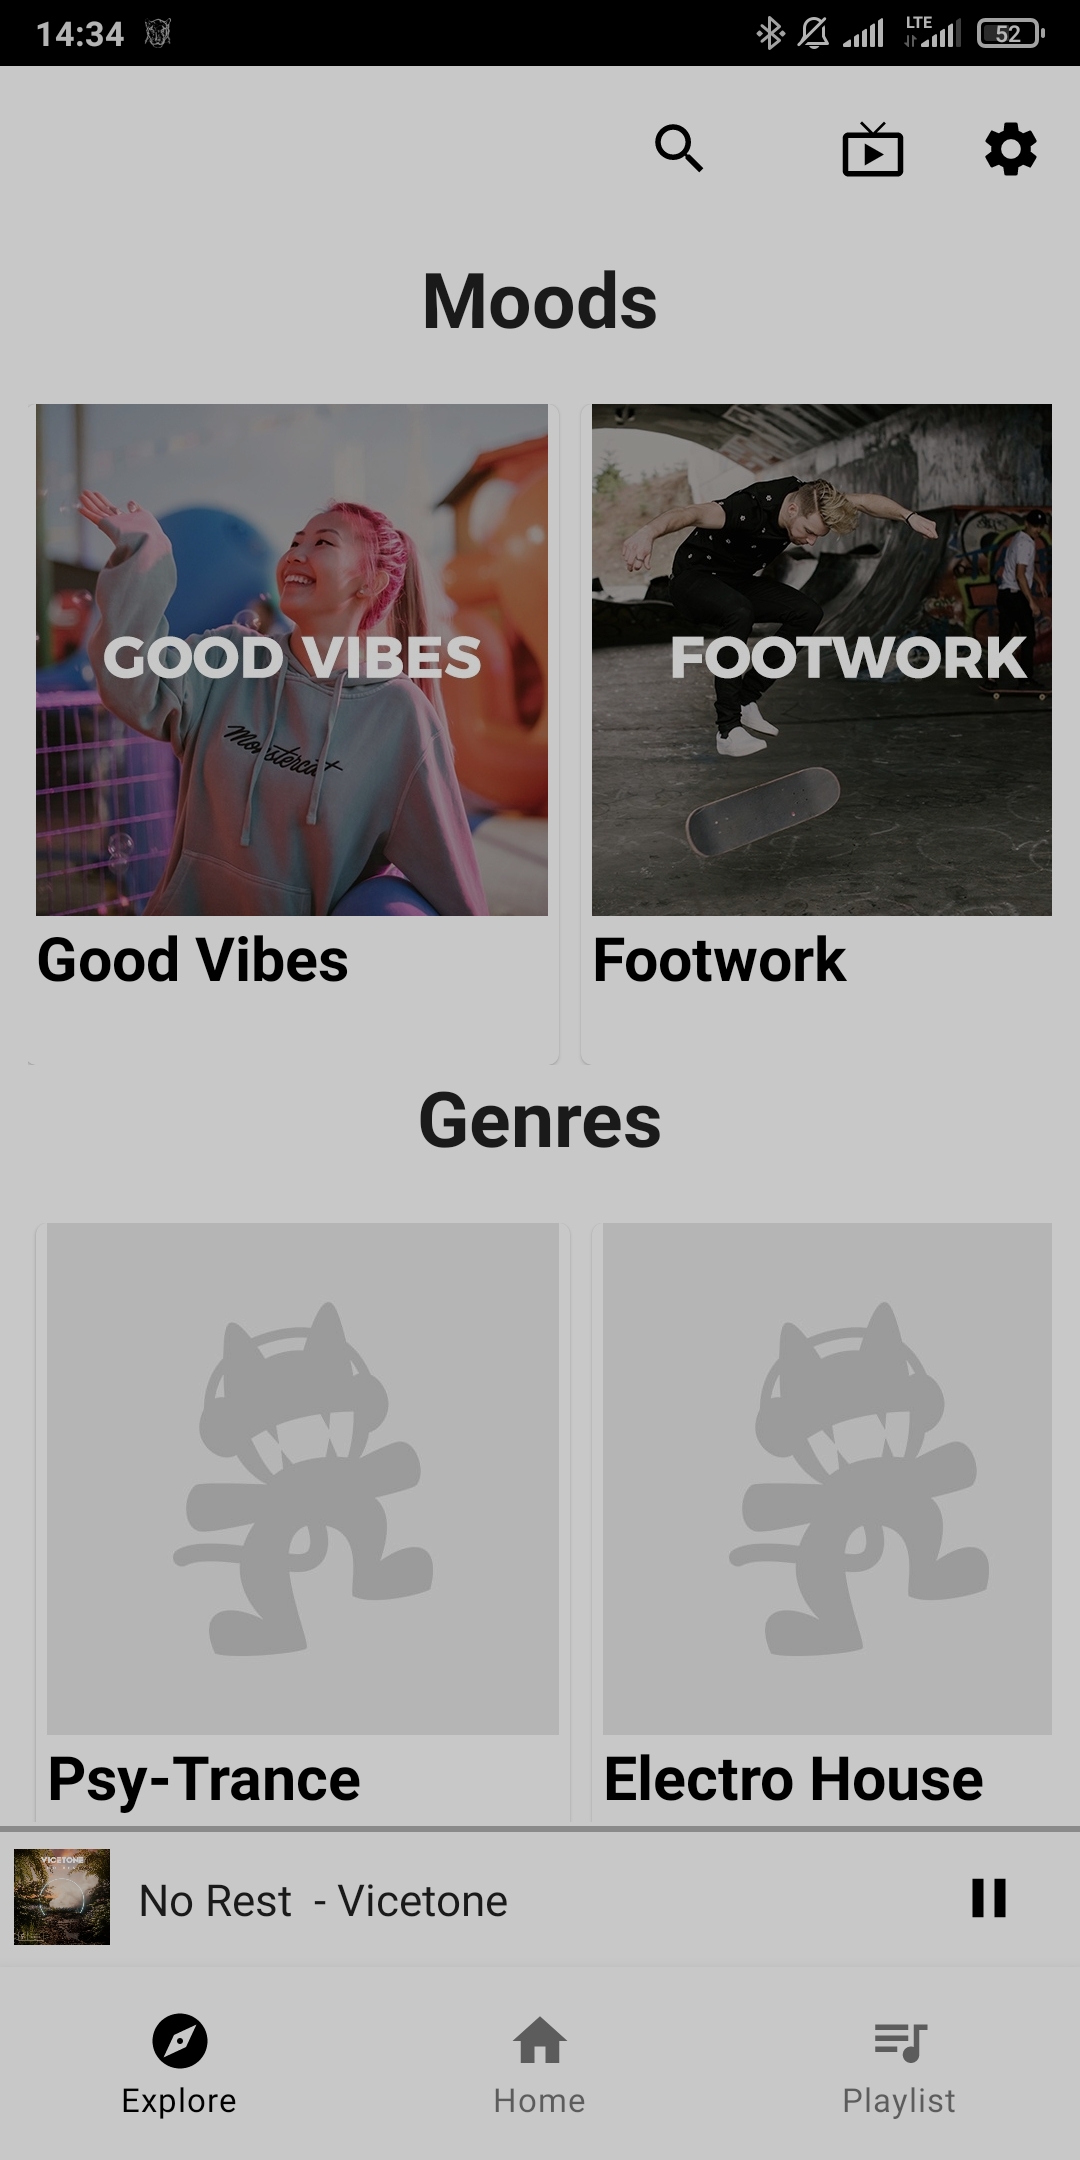 14:34
LTE
52
Moods
GOOD VIBES
Monstercat
FOOTWORK
Good Vibes
Footwork
Genres
Psy-Trance
Electro House
VICETONE
No Rest - Vicetone
Explore
Home
Playlist